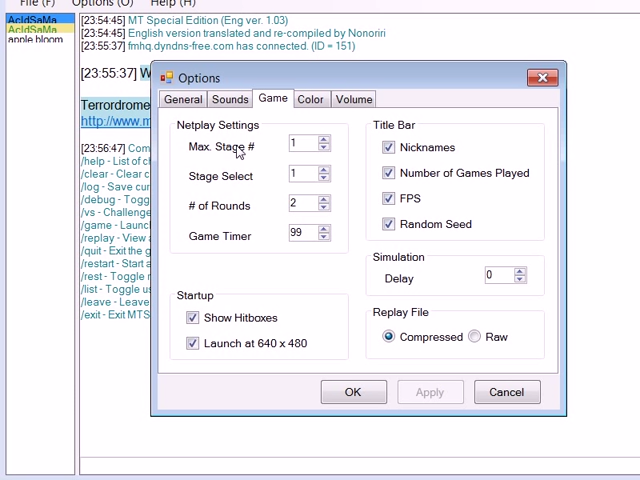 File (F) Options (O) Help (H)
AcIdSaMa
AcIdSaMa
apple bloom
[23:54:45] MT Special Edition (Eng ver. 1.03)
[23:54:45] English version translated and re-compiled by Nonoriri
[23:55:37] fmhq.dyndns-free.com has connected. (ID = 151)
[23:55:37] W
Terrordrome
http://www.m
[23:56:47] Com
/help - List of c
/clear - Clear c
/log - Save cur
/debug - Togg
/vs - Challenge
/game - Launc
/replay - View
/quit - Exit the g
/restart - Start a
/rest - Toggle r
/list - Toggle us
/leave - Leave
/exit - Exit MTS
Options
General Sounds Game Color Volume
Netplay Settings
Max. Stage # 1
Stage Select 1
# of Rounds 2
Game Timer 99
Startup
Show Hitboxes
Launch at 640 x 480
Title Bar
Nicknames
Number of Games Played
FPS
Random Seed
Simulation
Delay 0
Replay File
Compressed Raw
OK Apply Cancel